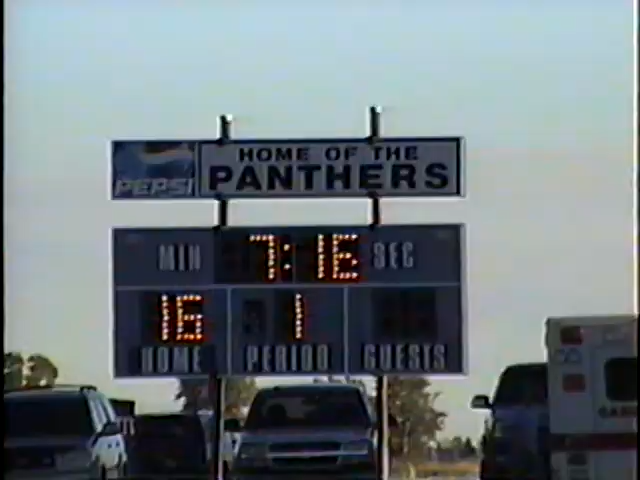 HOME OF THE
PEPSI PANTHERS
MIN 7:16 SEC
16 1
HOME PERIOD GUESTS